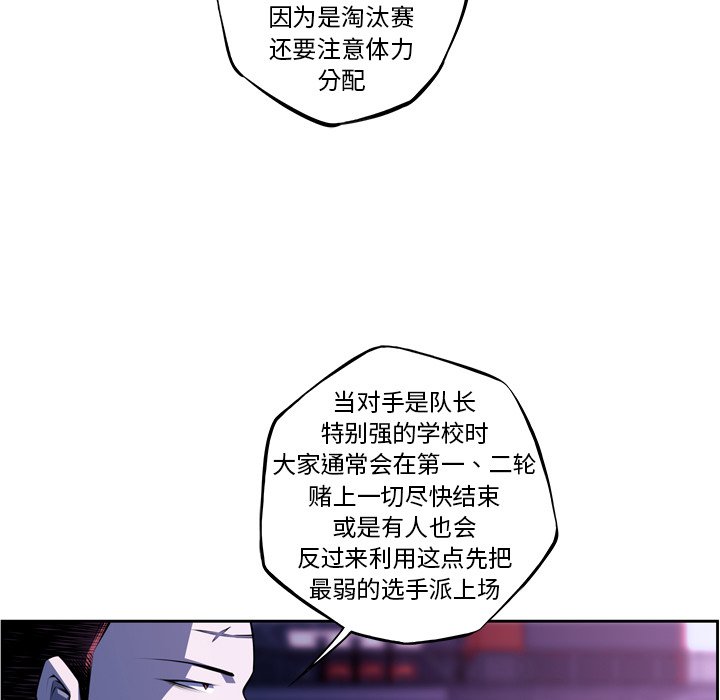 因为是淘汰赛
还要注意体力
分配
当对手是队长
特别强的学校时
大家通常会在第一、二轮
赌上一切尽快结束
或是有人也会
反过来利用这点先把
最弱的选手派上场